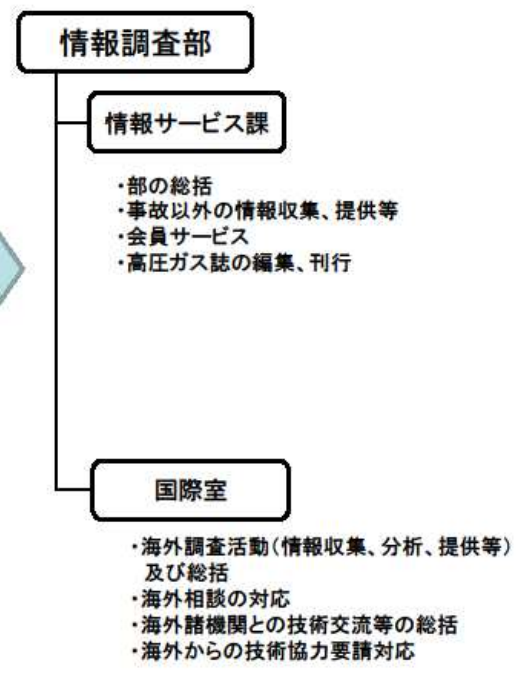 情報調査部
情報サービス課
・部の総括
・事故以外の情報収集、提供等
・会員サービス
・高圧ガス誌の編集、刊行
国際室
・海外調査活動(情報収集、分析、提供等)
及び総括
・海外相談の対応
・海外諸機関との技術交流等の総括
・海外からの技術協力要請対応